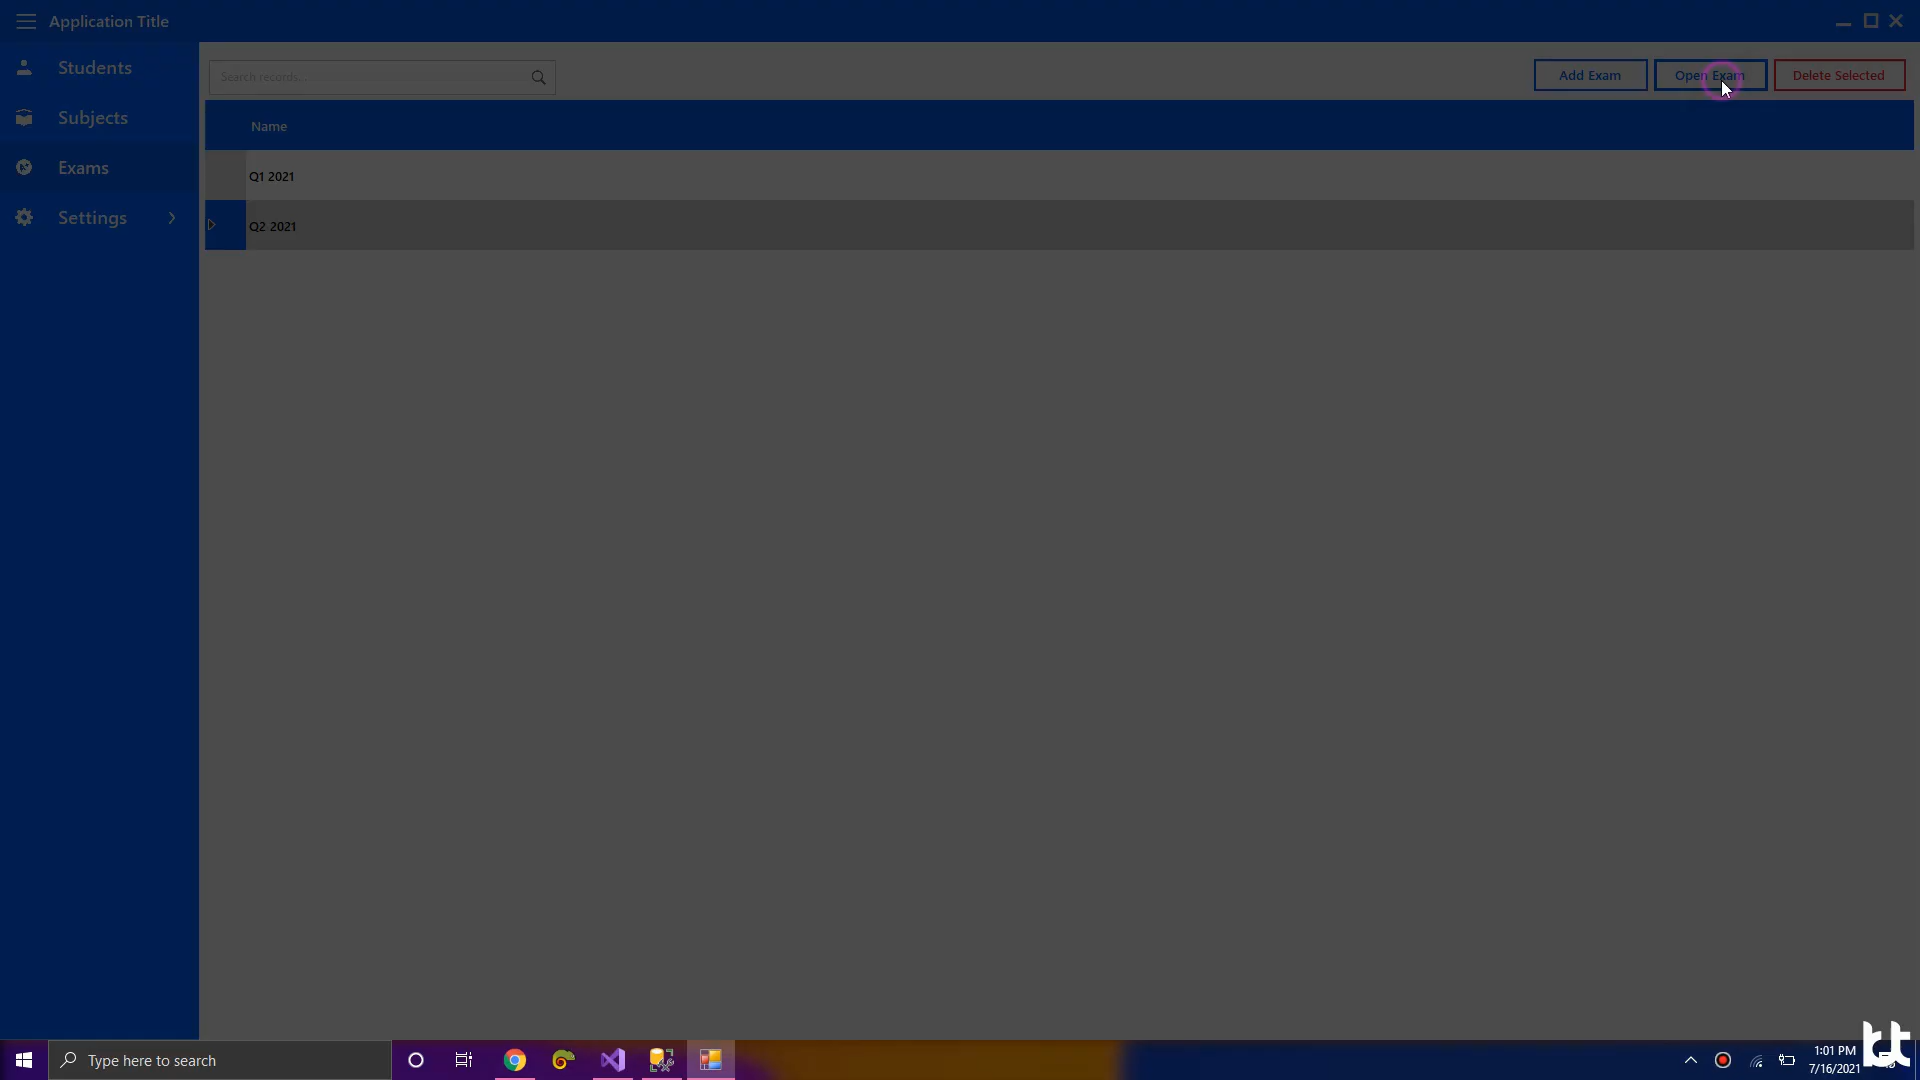 Application Title
Students
Subjects
Exams
Settings
Search records...
Add Exam
Open Exam
Delete Selected
Name
Q1 2021
Q2 2021
Type here to search
1:01 PM
7/16/2021